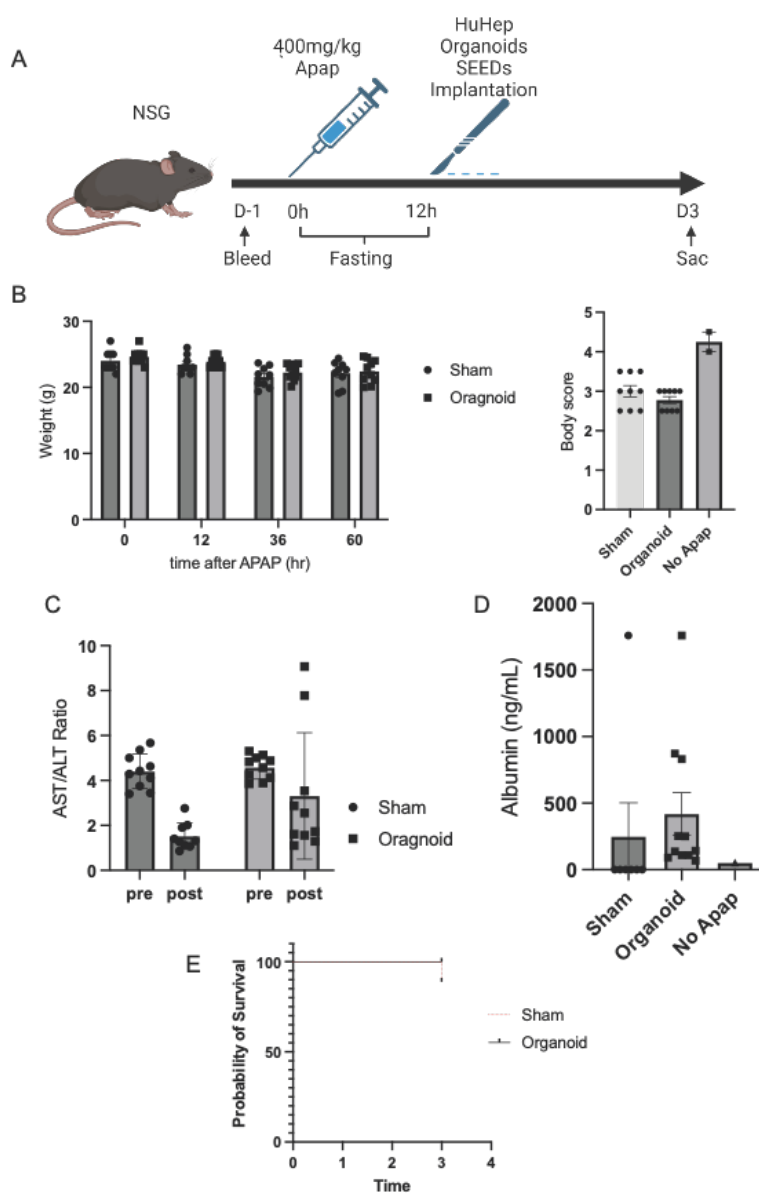 A
NSG
400mg/kg
Apap
HuHep
Organoids
SEEDs
Implantation
D-1
0h
12h
D3
Bleed
Fasting
Sac
B
Weight (g)
30
20
10
0
0 12 36 60
time after APAP (hr)
Sham
Oragnoid
Body score
5
4
3
2
1
0
Sham
Organoid
No Apap
C
AST/ALT Ratio
10
8
6
4
2
0
pre post pre post
Sham
Oragnoid
D
Albumin (ng/mL)
2000
1500
1000
500
0
Sham
Organoid
No Apap
E
Probability of Survival
100
50
0
0 1 2 3 4
Time
Sham
Organoid